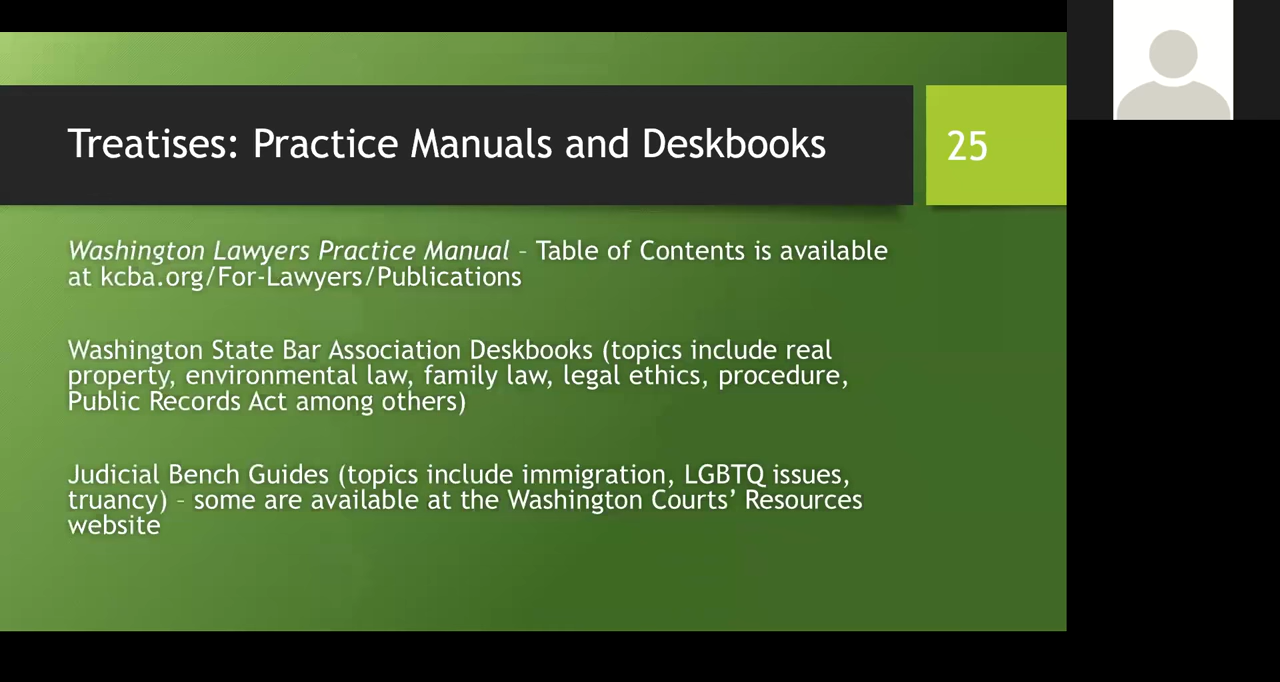 Treatises: Practice Manuals and Deskbooks
25
Washington Lawyers Practice Manual – Table of Contents is available
at kcba.org/For-Lawyers/Publications
Washington State Bar Association Deskbooks (topics include real
property, environmental law, family law, legal ethics, procedure,
Public Records Act among others)
Judicial Bench Guides (topics include immigration, LGBTQ issues,
truancy) – some are available at the Washington Courts’ Resources
website